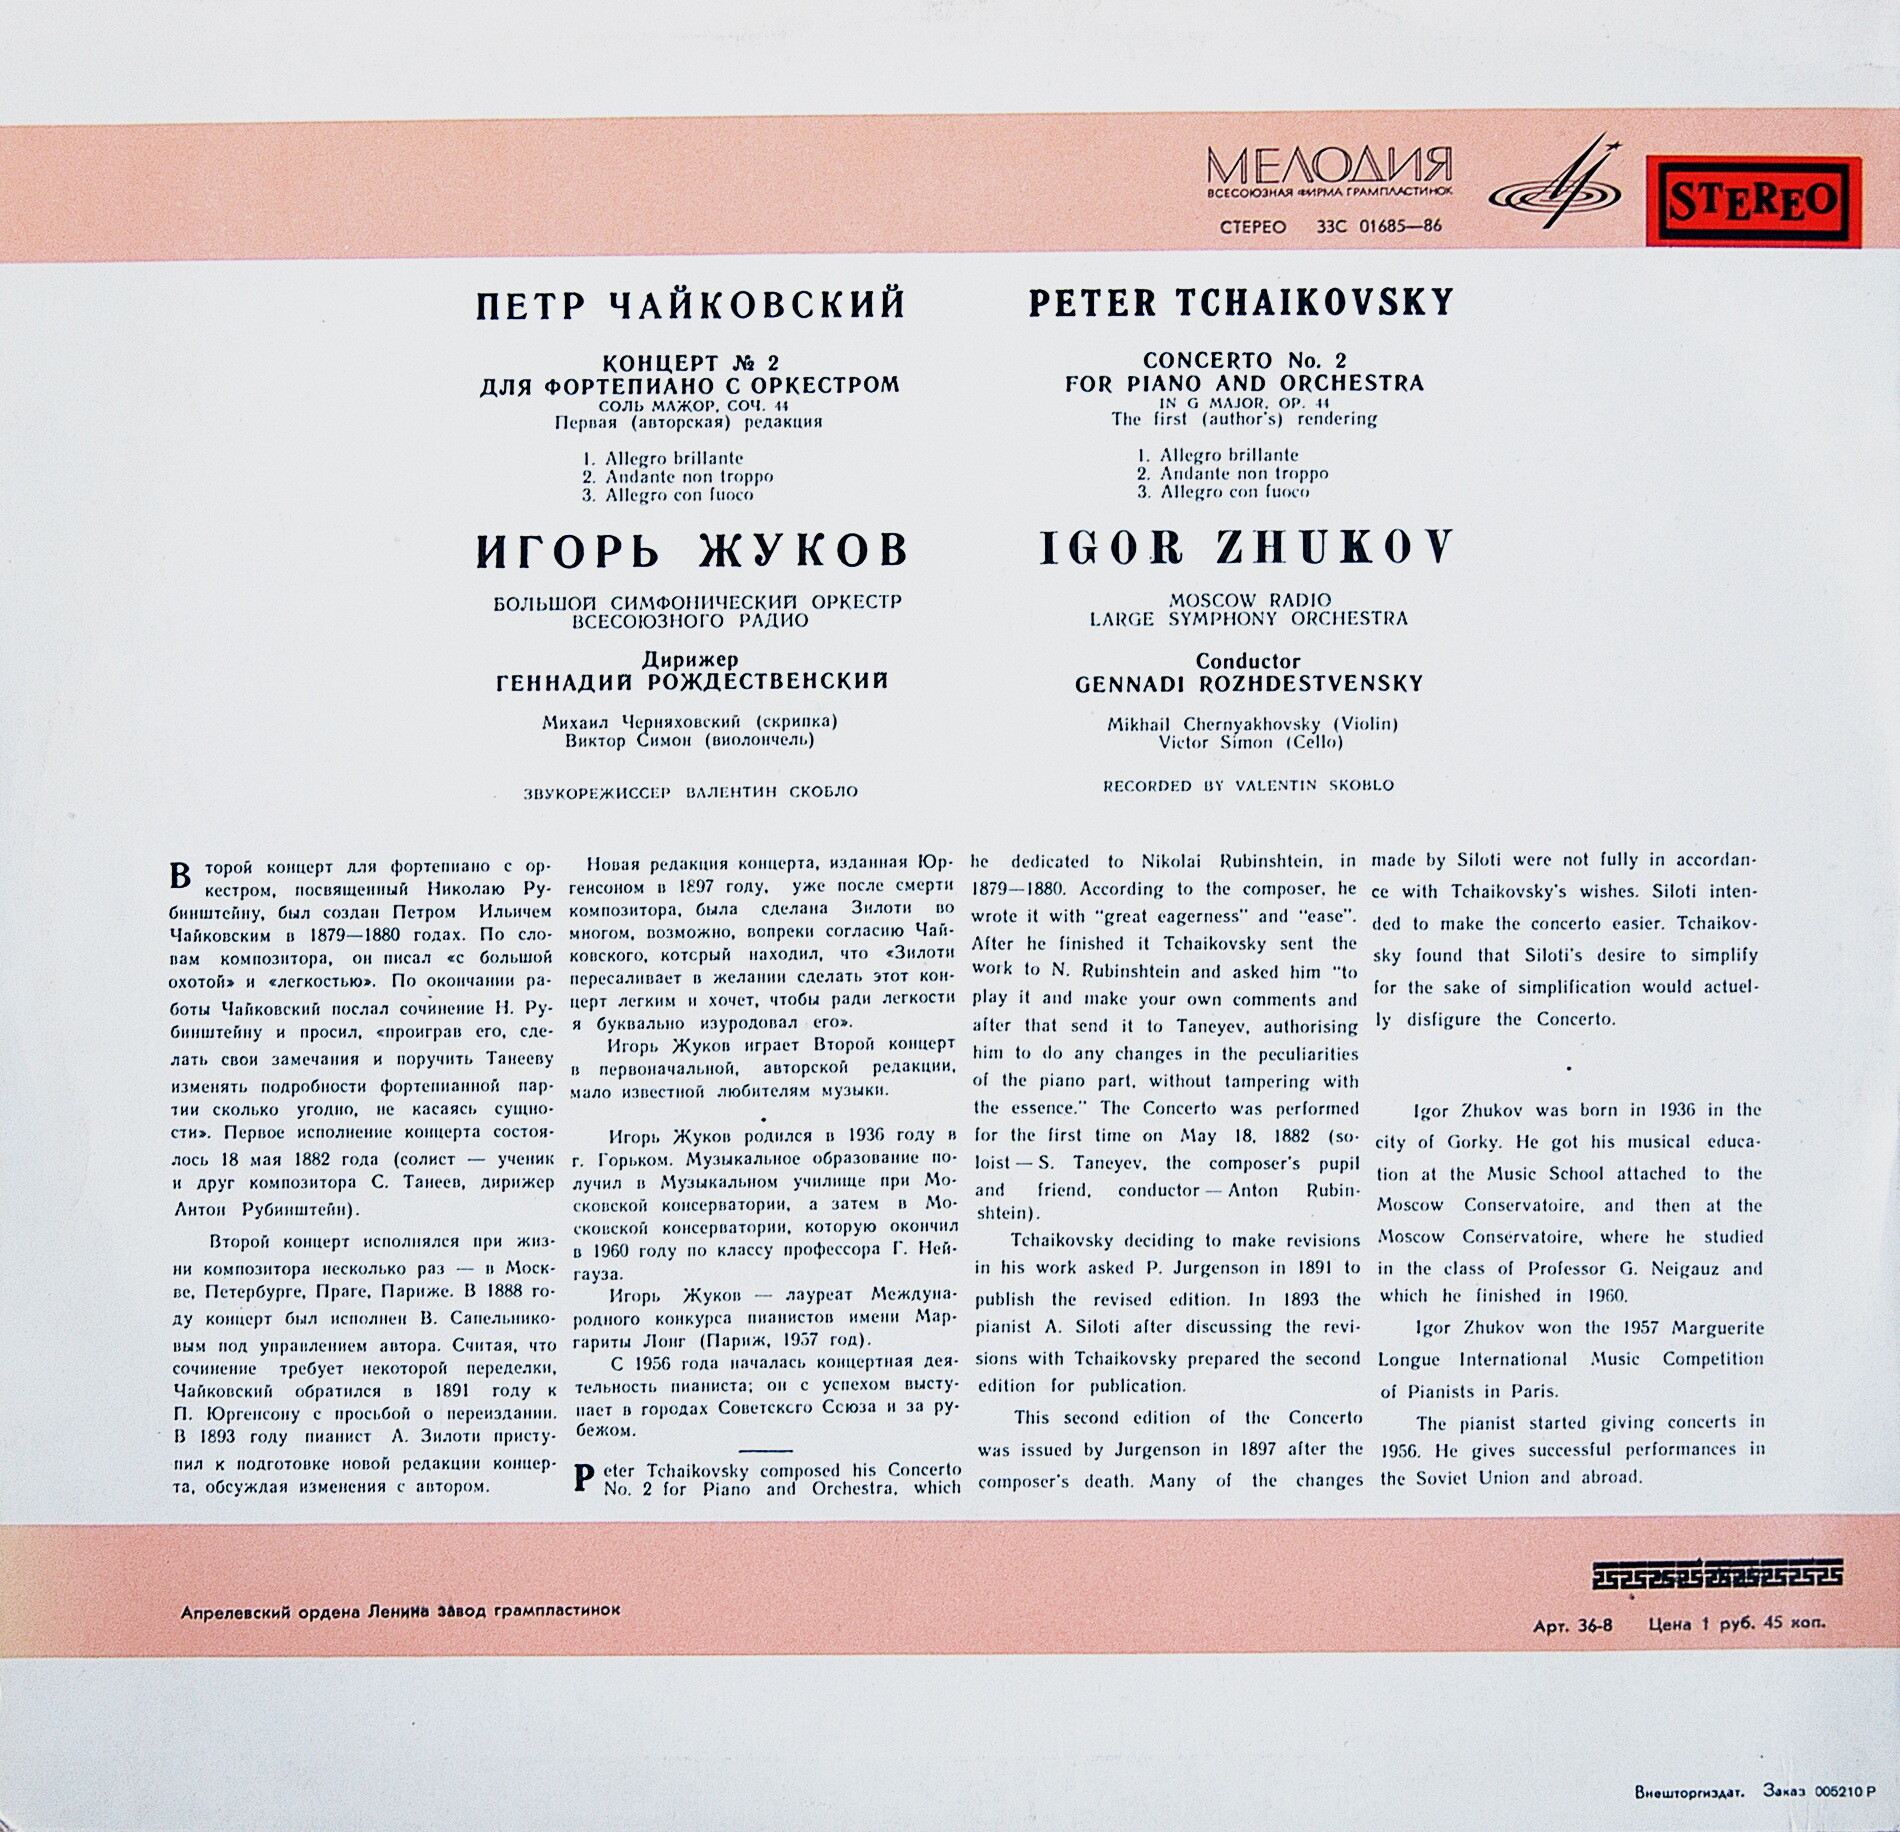 МЕЛОДИЯ
ВСЕСОЮЗНАЯ ФИРМА ГРАМПЛАСТИНОК
СТЕРЕО 33С 01685—86
STEREO
ПЕТР ЧАЙКОВСКИЙ
КОНЦЕРТ № 2
ДЛЯ ФОРТЕПИАНО С ОРКЕСТРОМ
СОЛЬ МАЖОР, СОЧ. 44
Первая (авторская) редакция
1. Allegro brillante
2. Andante non troppo
3. Allegro con fuoco
ИГОРЬ ЖУКОВ
БОЛЬШОЙ СИМФОНИЧЕСКИЙ ОРКЕСТР
ВСЕСОЮЗНОГО РАДИО
Дирижер
ГЕННАДИЙ РОЖДЕСТВЕНСКИЙ
Михаил Черняховский (скрипка)
Виктор Симон (виолончель)
ЗВУКОРЕЖИССЕР ВАЛЕНТИН СКОБЛО
PETER TCHAIKOVSKY
CONCERTO No. 2
FOR PIANO AND ORCHESTRA
IN G MAJOR, OP. 44
The first (author's) rendering
1. Allegro brillante
2. Andante non troppo
3. Allegro con fuoco
IGOR ZHUKOV
MOSCOW RADIO
LARGE SYMPHONY ORCHESTRA
Conductor
GENNADI ROZHDESTVENSKY
Mikhail Chernyakhovsky (Violin)
Victor Simon (Cello)
RECORDED BY VALENTIN SKOBLO
Второй концерт для фортепиано с ор-
кестром, посвященный Николаю Ру-
бинштейну, был создан Петром Ильичем
Чайковским в 1879—1880 годах. По сло-
вам композитора, он писал «с большой
охотой» и «легкостью». По окончании ра-
боты Чайковский послал сочинение Н. Ру-
бинштейну и просил, «проиграв его, сде-
лать свои замечания и поручить Танееву
изменять подробности фортепианной пар-
тии сколько угодно, не касаясь сущно-
сти». Первое исполнение концерта состоя-
лось 18 мая 1882 года (солист — ученик
и друг композитора С. Танеев, дирижер
Антон Рубинштейн).
Второй концерт исполнялся при жиз-
ни композитора несколько раз — в Моск-
ве, Петербурге, Праге, Париже. В 1888 го-
ду концерт был исполнен В. Сапельнико-
вым под управлением автора. Считая, что
сочинение требует некоторой переделки,
Чайковский обратился в 1891 году к
П. Юргенсону с просьбой о переиздании.
В 1893 году пианист А. Зилоти присту-
пил к подготовке новой редакции концер-
та, обсуждая изменения с автором.
Новая редакция концерта, изданная Юр-
генсоном в 1897 году, уже после смерти
композитора, была сделана Зилоти во
многом, возможно, вопреки согласию Чай-
ковского, который находил, что «Зилоти
пересаливает в желании сделать этот кон-
церт легким и хочет, чтобы ради легкости
я буквально изуродовал его».
Игорь Жуков играет Второй концерт
в первоначальной, авторской редакции,
мало известной любителям музыки.
Игорь Жуков родился в 1936 году в
г. Горьком. Музыкальное образование по-
лучил в Музыкальном училище при Мо-
сковской консерватории, а затем в Мо-
сковской консерватории, которую окончил
в 1960 году по классу профессора Г. Ней-
гауза.
Игорь Жуков — лауреат Междуна-
родного конкурса пианистов имени Мар-
гариты Лонг (Париж, 1957 год).
С 1956 года началась концертная дея-
тельность пианиста; он с успехом высту-
пает в городах Советского Союза и за ру-
бежом.
Peter Tchaikovsky composed his Concerto
No. 2 for Piano and Orchestra, which
he dedicated to Nikolai Rubinshtein, in
1879—1880. According to the composer, he
wrote it with "great eagerness" and "ease".
After he finished it Tchaikovsky sent the
work to N. Rubinshtein and asked him "to
play it and make your own comments and
after that send it to Taneyev, authorising
him to do any changes in the peculiarities
of the piano part, without tampering with
the essence." The Concerto was performed
for the first time on May 18, 1882 (so-
loist — S. Taneyev, the composer's pupil
and friend, conductor — Anton Rubin-
shtein).
Tchaikovsky deciding to make revisions
in his work asked P. Jurgenson in 1891 to
publish the revised edition. In 1893 the
pianist A. Siloti after discussing the revi-
sions with Tchaikovsky prepared the second
edition for publication.
This second edition of the Concerto
was issued by Jurgenson in 1897 after the
composer's death. Many of the changes
made by Siloti were not fully in accordan-
ce with Tchaikovsky's wishes. Siloti inten-
ded to make the concerto easier. Tchaikov-
sky found that Siloti's desire to simplify
for the sake of simplification would actuel-
ly disfigure the Concerto.
Igor Zhukov was born in 1936 in the
city of Gorky. He got his musical educa-
tion at the Music School attached to the
Moscow Conservatoire, and then at the
Moscow Conservatoire, where he studied
in the class of Professor G. Neigauz and
which he finished in 1960.
Igor Zhukov won the 1957 Marguerite
Longue International Music Competition
of Pianists in Paris.
The pianist started giving concerts in
1956. He gives successful performances in
the Soviet Union and abroad.
Апрелевский ордена Ленина завод грампластинок
Арт. 36-8 Цена 1 руб. 45 коп.
Внешторгиздат. Заказ 005210 Р